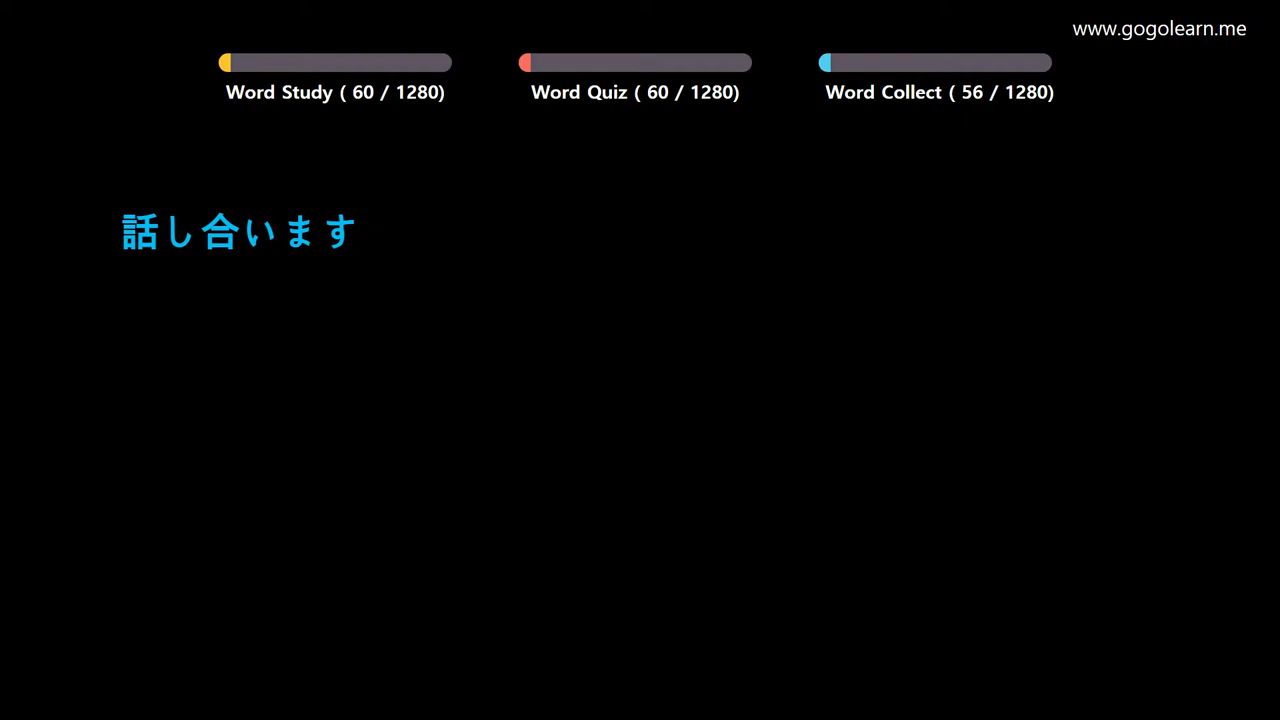 www.gogolearn.me
Word Study ( 60 / 1280)
Word Quiz ( 60 / 1280)
Word Collect ( 56 / 1280)
話し合います